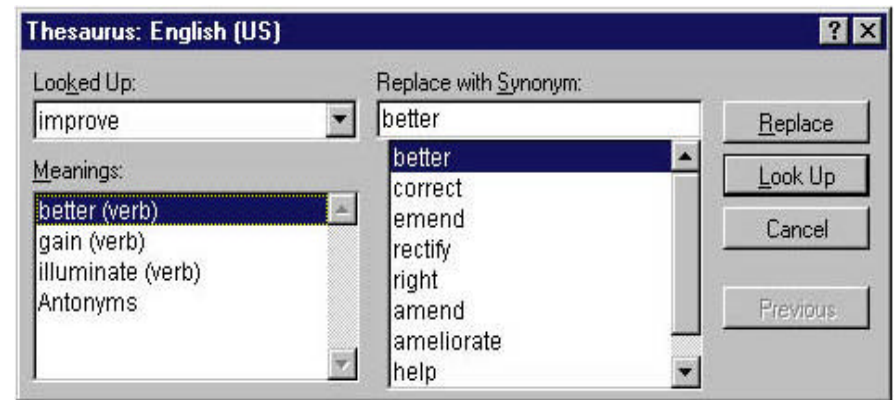 Thesaurus: English (US)
Looked Up:
improve
Meanings:
better (verb)
gain (verb)
illuminate (verb)
Antonyms
Replace with Synonym:
better
better
correct
emend
rectify
right
amend
ameliorate
help
Replace
Look Up
Cancel
Previous